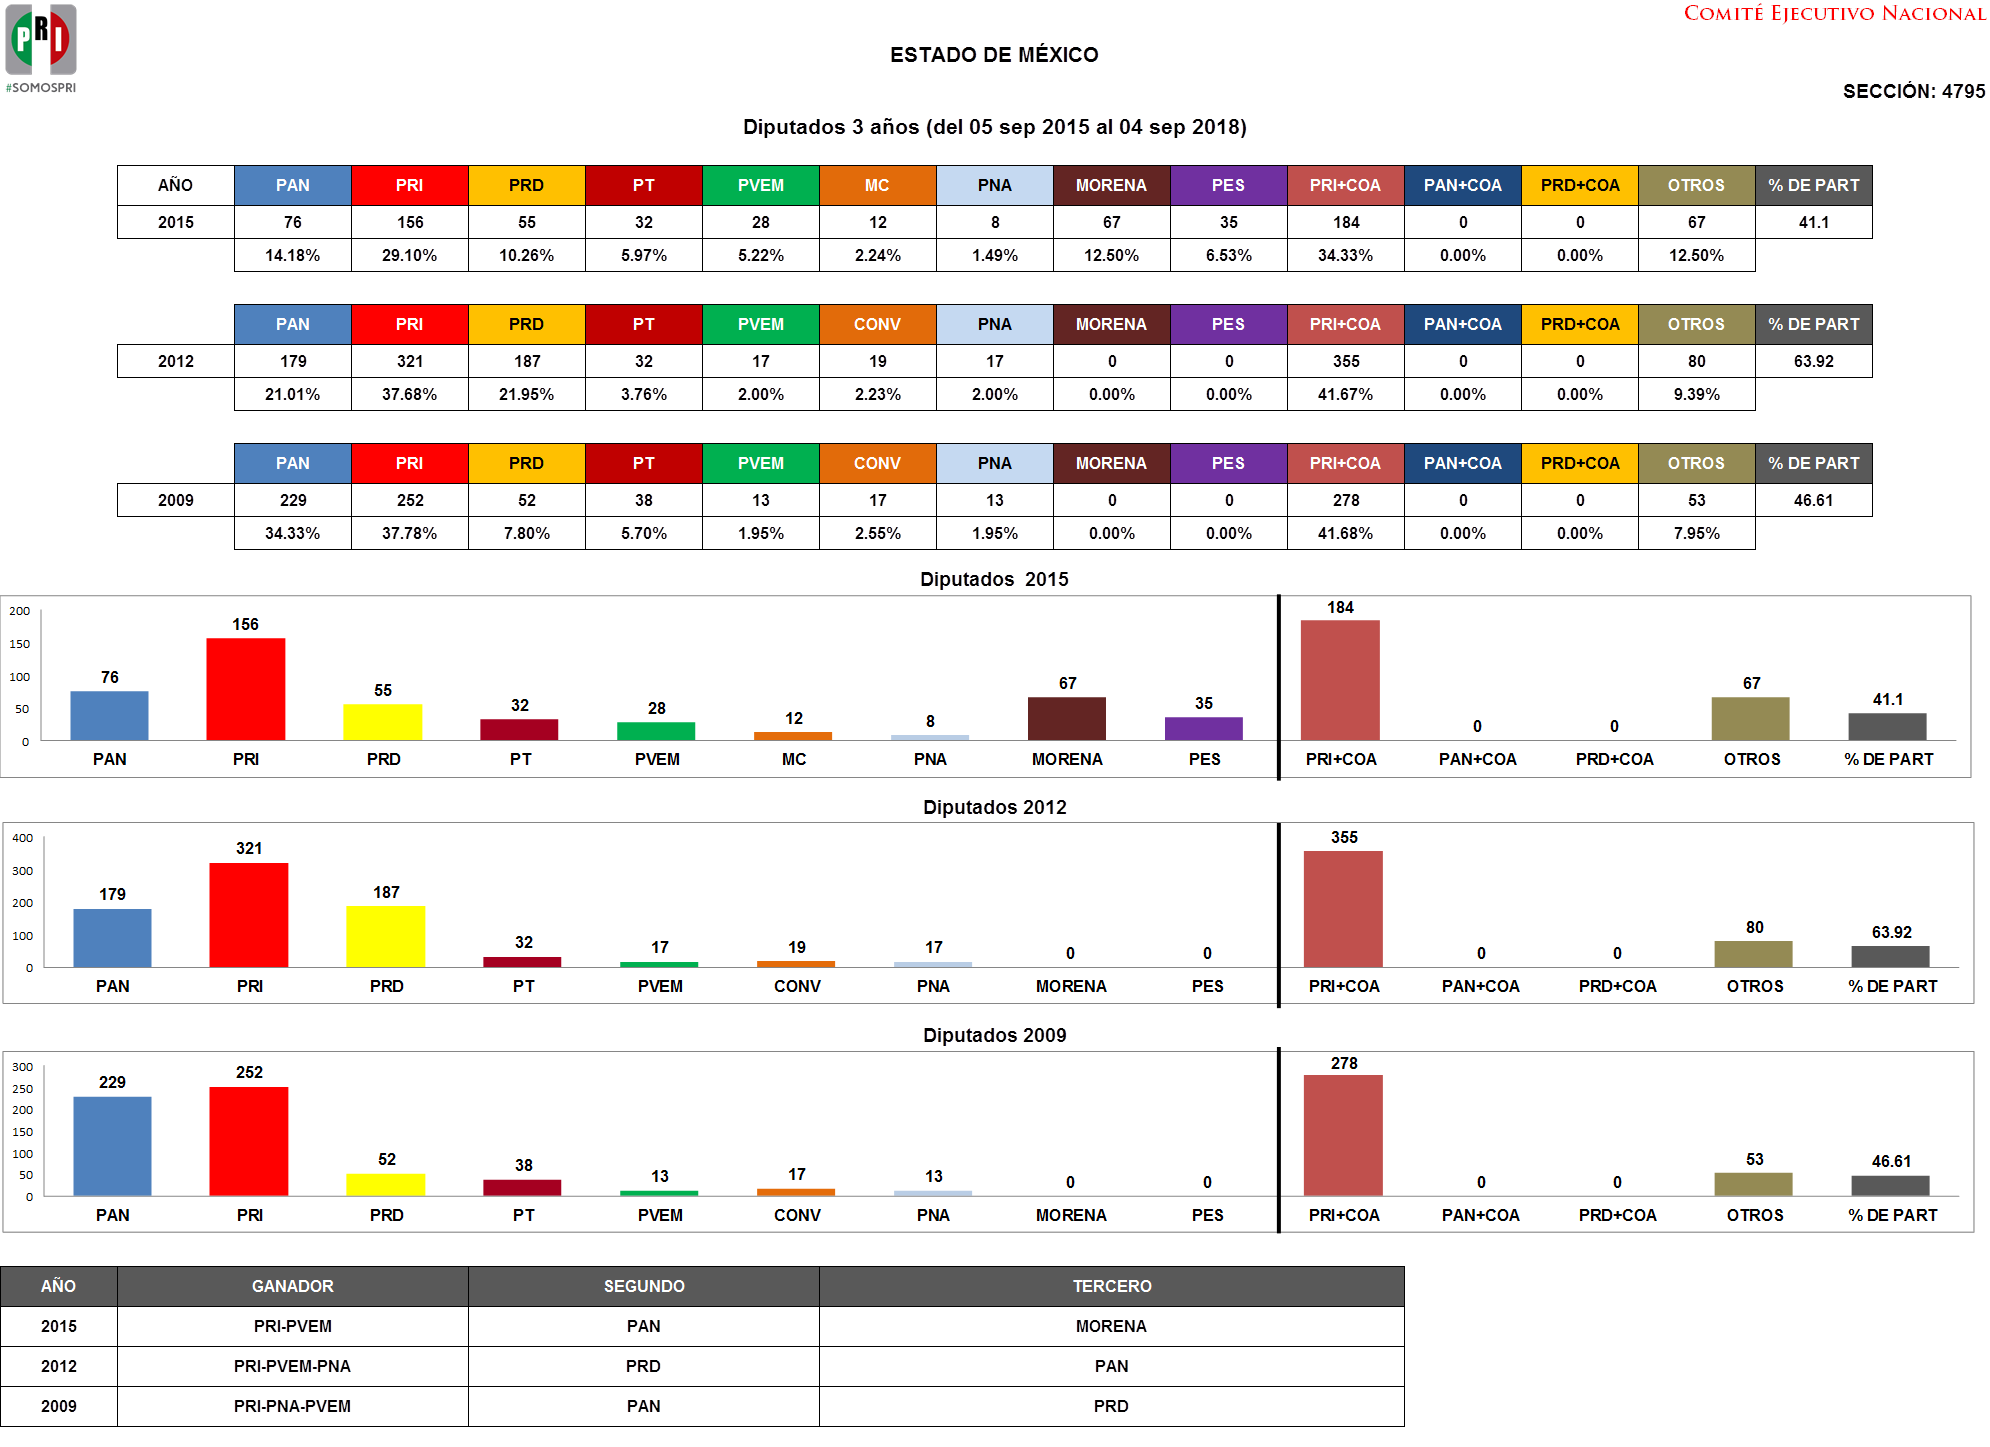 PRI
#SOMOSPRI
COMITÉ EJECUTIVO NACIONAL
ESTADO DE MÉXICO
SECCIÓN: 4795
Diputados 3 años (del 05 sep 2015 al 04 sep 2018)
AÑO PAN PRI PRD PT PVEM MC PNA MORENA PES PRI+COA PAN+COA PRD+COA OTROS % DE PART
2015 76 156 55 32 28 12 8 67 35 184 0 0 67 41.1
14.18% 29.10% 10.26% 5.97% 5.22% 2.24% 1.49% 12.50% 6.53% 34.33% 0.00% 0.00% 12.50%
PAN PRI PRD PT PVEM CONV PNA MORENA PES PRI+COA PAN+COA PRD+COA OTROS % DE PART
2012 179 321 187 32 17 19 17 0 0 355 0 0 80 63.92
21.01% 37.68% 21.95% 3.76% 2.00% 2.23% 2.00% 0.00% 0.00% 41.67% 0.00% 0.00% 9.39%
PAN PRI PRD PT PVEM CONV PNA MORENA PES PRI+COA PAN+COA PRD+COA OTROS % DE PART
2009 229 252 52 38 13 17 13 0 0 278 0 0 53 46.61
34.33% 37.78% 7.80% 5.70% 1.95% 2.55% 1.95% 0.00% 0.00% 41.68% 0.00% 0.00% 7.95%
Diputados 2015
200
150
100
50
0
76 156 55 32 28 12 8 67 35 184 0 0 67 41.1
PAN PRI PRD PT PVEM MC PNA MORENA PES PRI+COA PAN+COA PRD+COA OTROS % DE PART
Diputados 2012
400
300
200
100
0
179 321 187 32 17 19 17 0 0 355 0 0 80 63.92
PAN PRI PRD PT PVEM CONV PNA MORENA PES PRI+COA PAN+COA PRD+COA OTROS % DE PART
Diputados 2009
300
250
200
150
100
50
0
229 252 52 38 13 17 13 0 0 278 0 0 53 46.61
PAN PRI PRD PT PVEM CONV PNA MORENA PES PRI+COA PAN+COA PRD+COA OTROS % DE PART
AÑO GANADOR SEGUNDO TERCERO
2015 PRI-PVEM PAN MORENA
2012 PRI-PVEM-PNA PRD PAN
2009 PRI-PNA-PVEM PAN PRD